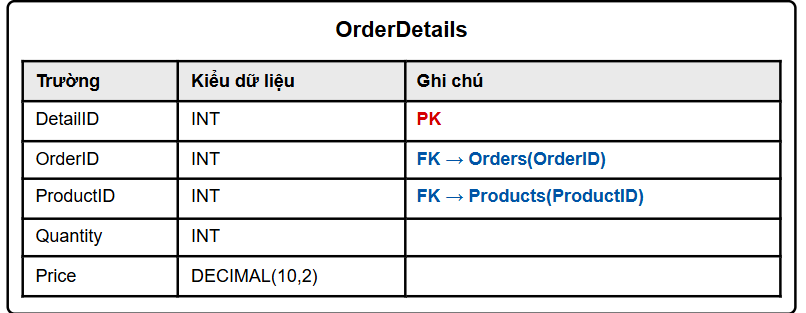 OrderDetails
Trường Kiểu dữ liệu Ghi chú
DetailID INT PK
OrderID INT FK → Orders(OrderID)
ProductID INT FK → Products(ProductID)
Quantity INT
Price DECIMAL(10,2)